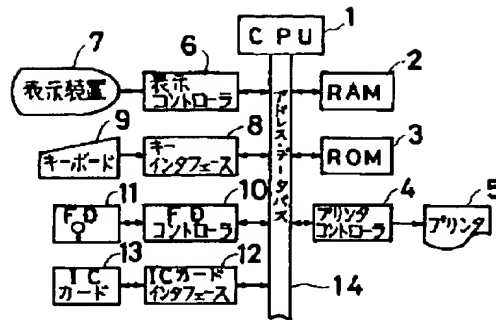 1
CPU
7
表示装置
6
表示
コントローラ
2
RAM
9
キーボード
8
キー
インタフェース
3
ROM
アドレス・データバス
11
FD
10
FD
コントローラ
4
プリンタ
コントローラ
5
プリンタ
13
IC
カード
12
ICカード
インタフェース
14